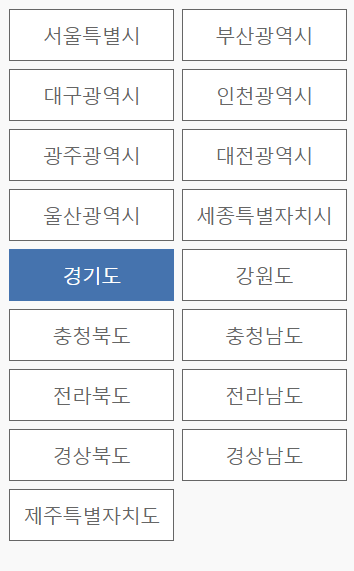 서울특별시 부산광역시
대구광역시 인천광역시
광주광역시 대전광역시
울산광역시 세종특별자치시
경기도 강원도
충청북도 충청남도
전라북도 전라남도
경상북도 경상남도
제주특별자치도